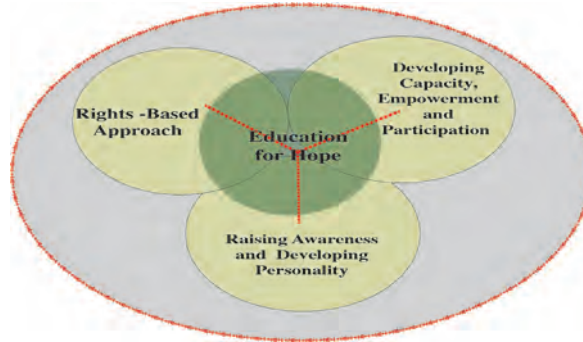 Rights -Based
Approach
Developing
Capacity,
Empowerment
and
Participation
Education
for Hope
Raising Awareness
and Developing
Personality